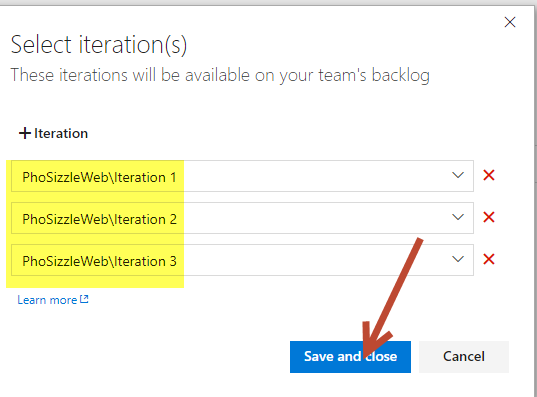 Select iteration(s)
These iterations will be available on your team's backlog
+ Iteration
PhoSizzleWeb\Iteration 1
PhoSizzleWeb\Iteration 2
PhoSizzleWeb\Iteration 3
Learn more
Save and close Cancel